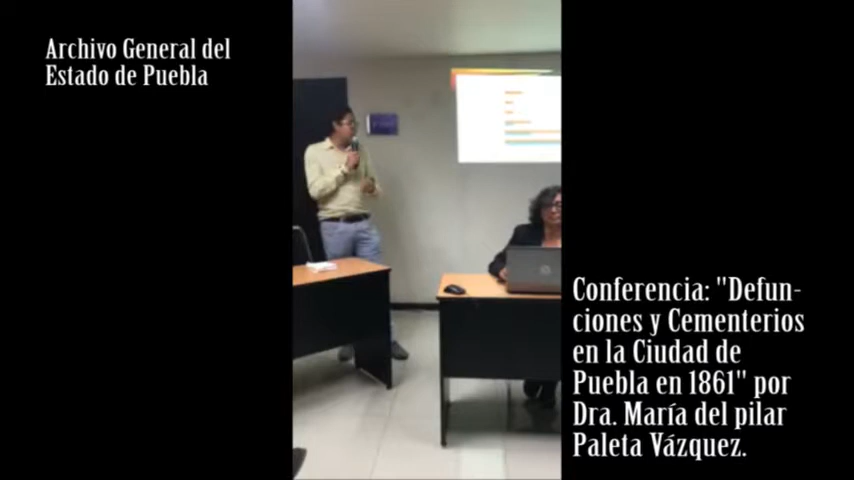 Archivo General del
Estado de Puebla
Conferencia: "Defun-
ciones y Cementerios
en la Ciudad de
Puebla en 1861" por
Dra. María del pilar
Paleta Vázquez.